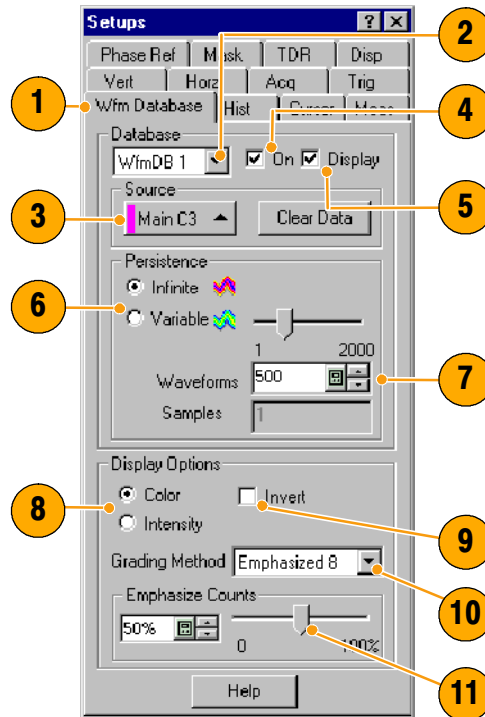 Setups
2
Phase Ref Mask TDR Disp
Vert Horz Acq Trig
1
Wfm Database Hist Cursor Meas
4
Database
WfmDB 1 On Display
Source
5
3
Main C3 Clear Data
Persistence
Infinite
6
Variable
1 2000
Waveforms 500
7
Samples 1
Display Options
8
Color Invert
Intensity
9
Grading Method Emphasized 8
Emphasize Counts
10
50%
0 100%
11
Help